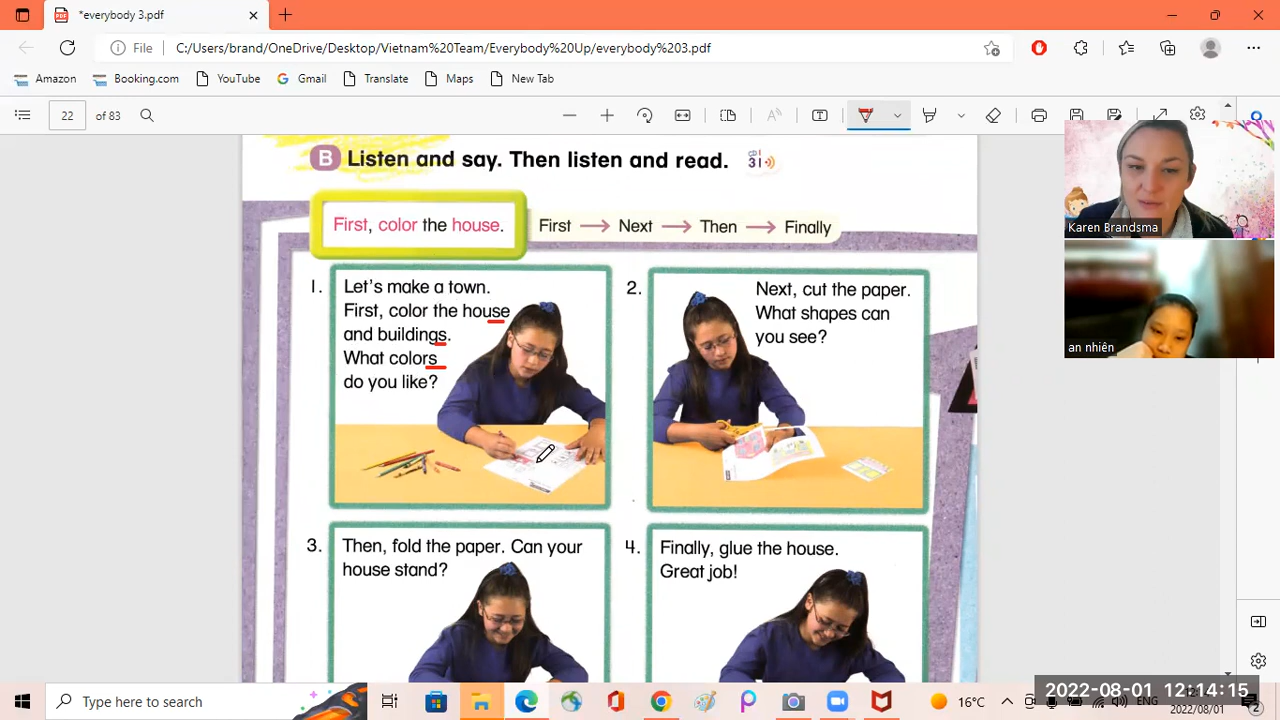 *everybody 3.pdf
File
C:/Users/brand/OneDrive/Desktop/Vietnam%20Team/Everybody%20Up/everybody%203.pdf
Amazon
Booking.com
YouTube
Gmail
Translate
Maps
New Tab
22 of 83
B Listen and say. Then listen and read. 31
First, color the house.
First → Next → Then → Finally
1. Let's make a town.
First, color the house
and buildings.
What colors
do you like?
2. Next, cut the paper.
What shapes can
you see?
3. Then, fold the paper. Can your
house stand?
4. Finally, glue the house.
Great job!
Karen Brandsma
an nhiên
Type here to search
16°C
ENG
2022-08-01 12:14:15
2022/08/01